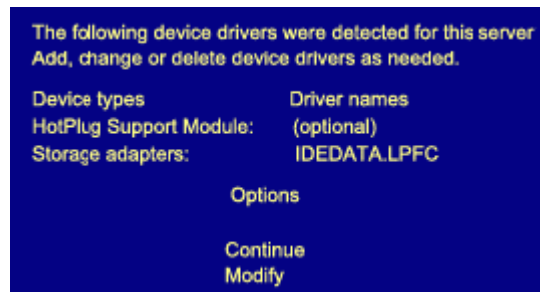 The following device drivers were detected for this server
Add, change or delete device drivers as needed.
Device types Driver names
HotPlug Support Module: (optional)
Storage adapters: IDEDATA.LPFC
Options
Continue
Modify